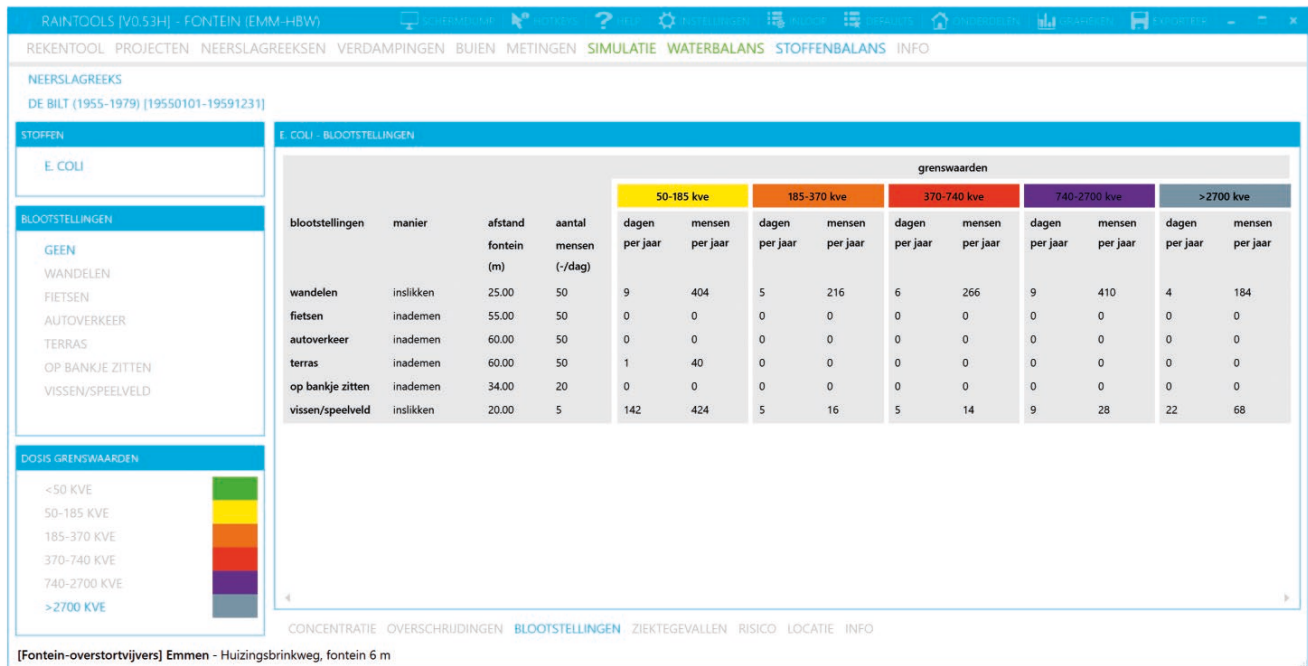 RAINTOOLS [V0.53H] - FONTEIN (EMM-HBW) SCHERMDUMP HOTKEYS HELP INSTELLINGEN INLOOP DEFAULTS ONDERDELEN GRAFIEKEN EXPORTEER
REKENTOOL PROJECTEN NEERSLAGREEKSEN VERDAMPINGEN BUIEN METINGEN SIMULATIE WATERBALANS STOFFENBALANS INFO
NEERSLAGREEKS
DE BILT (1955-1979) [19550101-19591231]
STOFFEN
E. COLI
BLOOTSTELLINGEN
GEEN
WANDELEN
FIETSEN
AUTOVERKEER
TERRAS
OP BANKJE ZITTEN
VISSEN/SPEELVELD
DOSIS GRENSWAARDEN
<50 KVE
50-185 KVE
185-370 KVE
370-740 KVE
740-2700 KVE
>2700 KVE
E. COLI - BLOOTSTELLINGEN
grenswaarden
50-185 kve 185-370 kve 370-740 kve 740-2700 kve >2700 kve
blootstellingen manier afstand aantal dagen mensen dagen mensen dagen mensen dagen mensen dagen mensen
fontein mensen per jaar per jaar per jaar per jaar per jaar per jaar per jaar per jaar per jaar per jaar
(m) (-/dag)
wandelen inslikken 25.00 50 9 404 5 216 6 266 9 410 4 184
fietsen inademen 55.00 50 0 0 0 0 0 0 0 0 0 0
autoverkeer inademen 60.00 50 0 0 0 0 0 0 0 0 0 0
terras inademen 60.00 50 1 40 0 0 0 0 0 0 0 0
op bankje zitten inademen 34.00 20 0 0 0 0 0 0 0 0 0 0
vissen/speelveld inslikken 20.00 5 142 424 5 16 5 14 9 28 22 68
CONCENTRATIE OVERSCHRIJDINGEN BLOOTSTELLINGEN ZIEKTEGEVALLEN RISICO LOCATIE INFO
[Fontein-overstortvijvers] Emmen - Huizingsbrinkweg, fontein 6 m